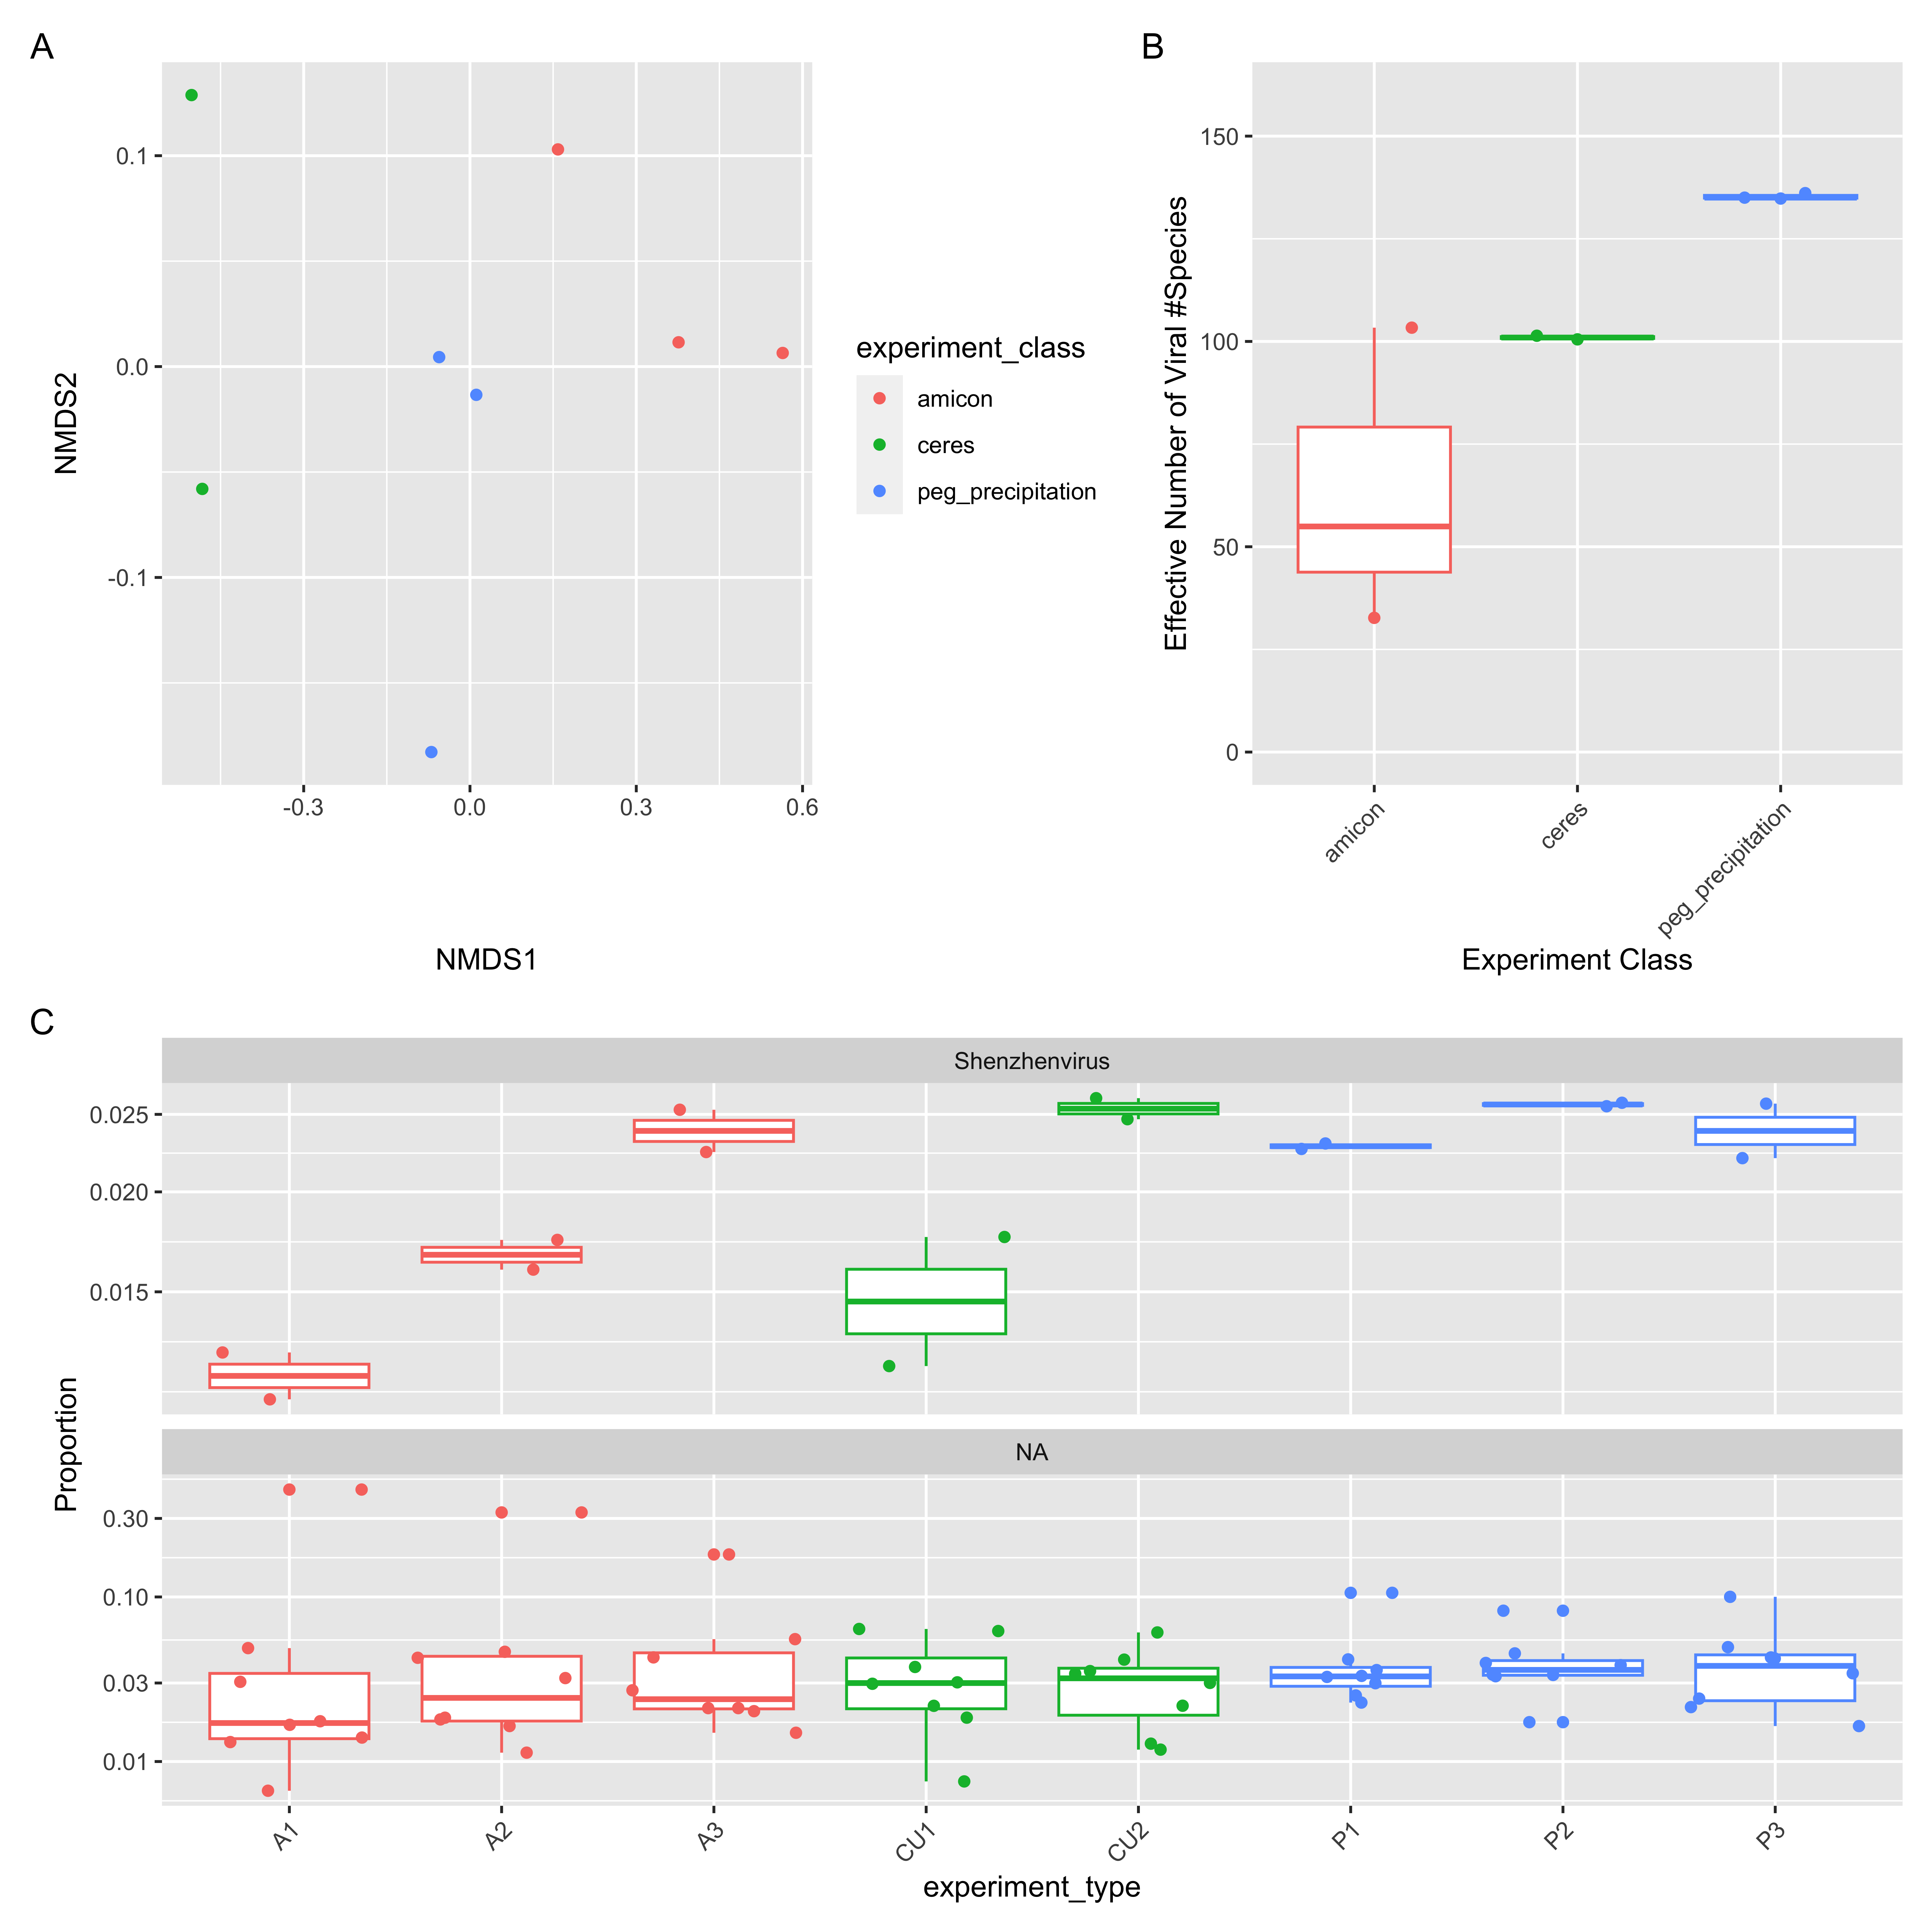 A
NMDS2
0.1
0.0
-0.1
-0.3
0.0
0.3
0.6
NMDS1
experiment_class
amicon
ceres
peg_precipitation
B
Effective Number of Viral #Species
150
100
50
0
amicon
ceres
peg_precipitation
Experiment Class
C
Proportion
Shenzhenvirus
0.025
0.020
0.015
NA
0.30
0.10
0.03
0.01
A1
A2
A3
CU1
CU2
P1
P2
P3
experiment_type